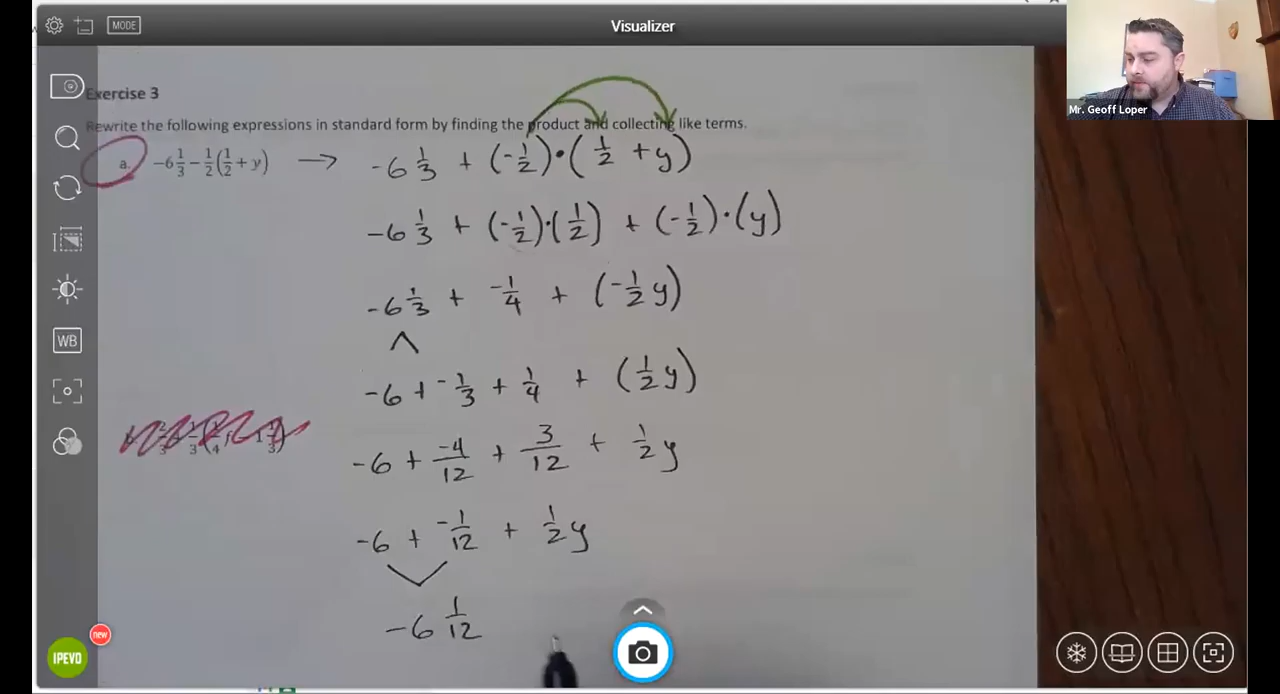 MODE
Visualizer
Mr. Geoff Loper
Exercise 3
Rewrite the following expressions in standard form by finding the product and collecting like terms.
a. -6 1/3 - 1/2 (1/2 + y) → -6 1/3 + (-1/2)•(1/2 + y)
-6 1/3 + (-1/2)•(1/2) + (-1/2)•(y)
-6 1/3 + -1/4 + (-1/2 y)
-6 + -1/3 + 1/4 + (1/2 y)
-6 + -4/12 + 3/12 + 1/2 y
-6 + -1/12 + 1/2 y
-6 1/12
WB
IPEVO
new